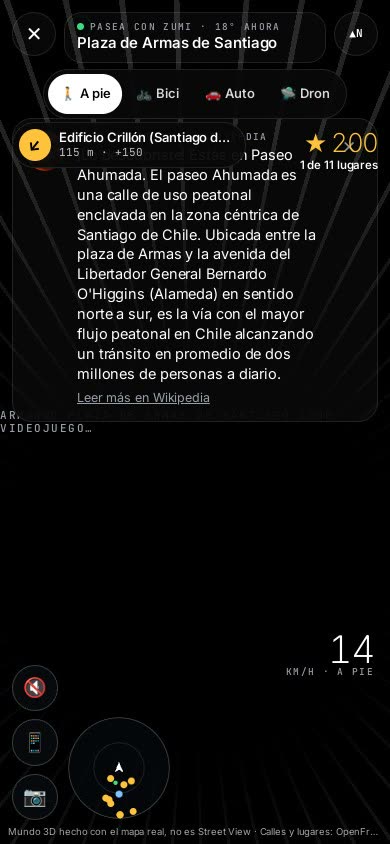 PASEA CON ZUMI · 18° AHORA
Plaza de Armas de Santiago
▲N
A pie
Bici
Auto
Dron
Edificio Crillón (Santiago d…
115 m · +150
DIA
★ 200
1 de 11 lugares
Paseo
Ahumada. El paseo Ahumada es
una calle de uso peatonal
enclavada en la zona céntrica de
Santiago de Chile. Ubicada entre la
plaza de Armas y la avenida del
Libertador General Bernardo
O'Higgins (Alameda) en sentido
norte a sur, es la vía con el mayor
flujo peatonal en Chile alcanzando
un tránsito en promedio de dos
millones de personas a diario.
Leer más en Wikipedia
VIDEOJUEGO…
14
KM/H · A PIE
Mundo 3D hecho con el mapa real, no es Street View · Calles y lugares: OpenFr…